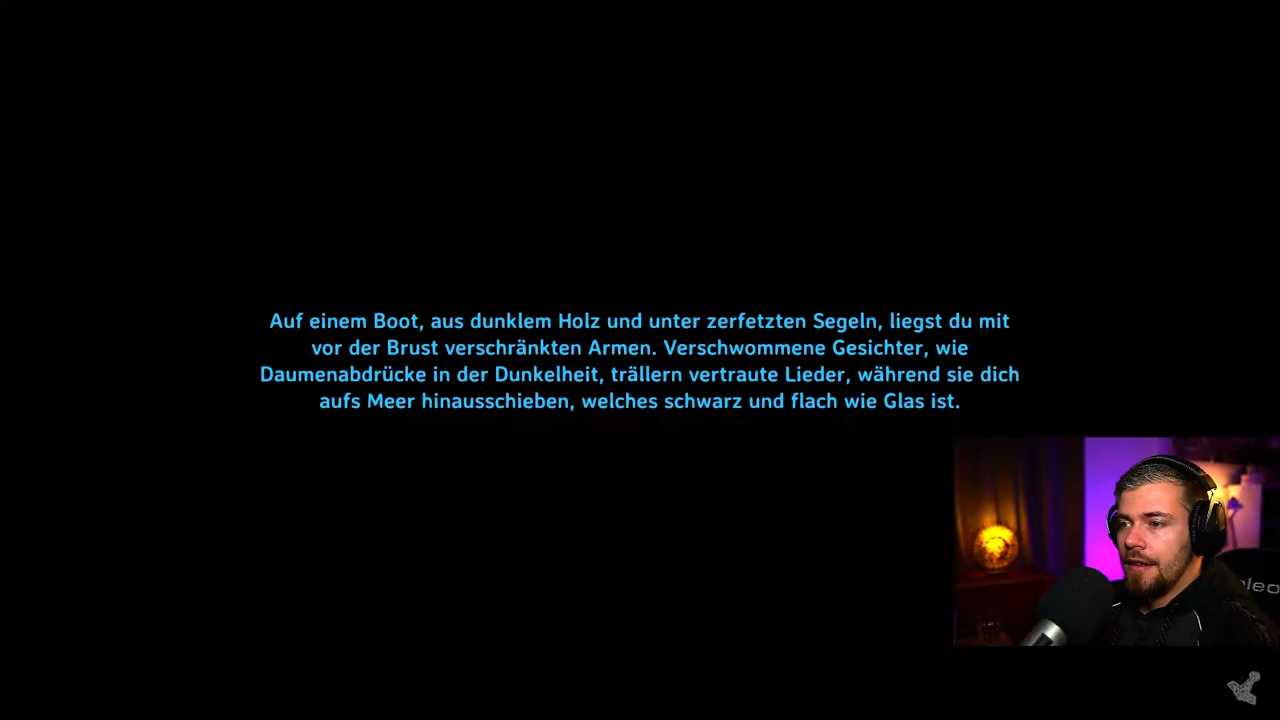 Auf einem Boot, aus dunklem Holz und unter zerfetzten Segeln, liegst du mit
vor der Brust verschränkten Armen. Verschwommene Gesichter, wie
Daumenabdrücke in der Dunkelheit, trällern vertraute Lieder, während sie dich
aufs Meer hinausschieben, welches schwarz und flach wie Glas ist.